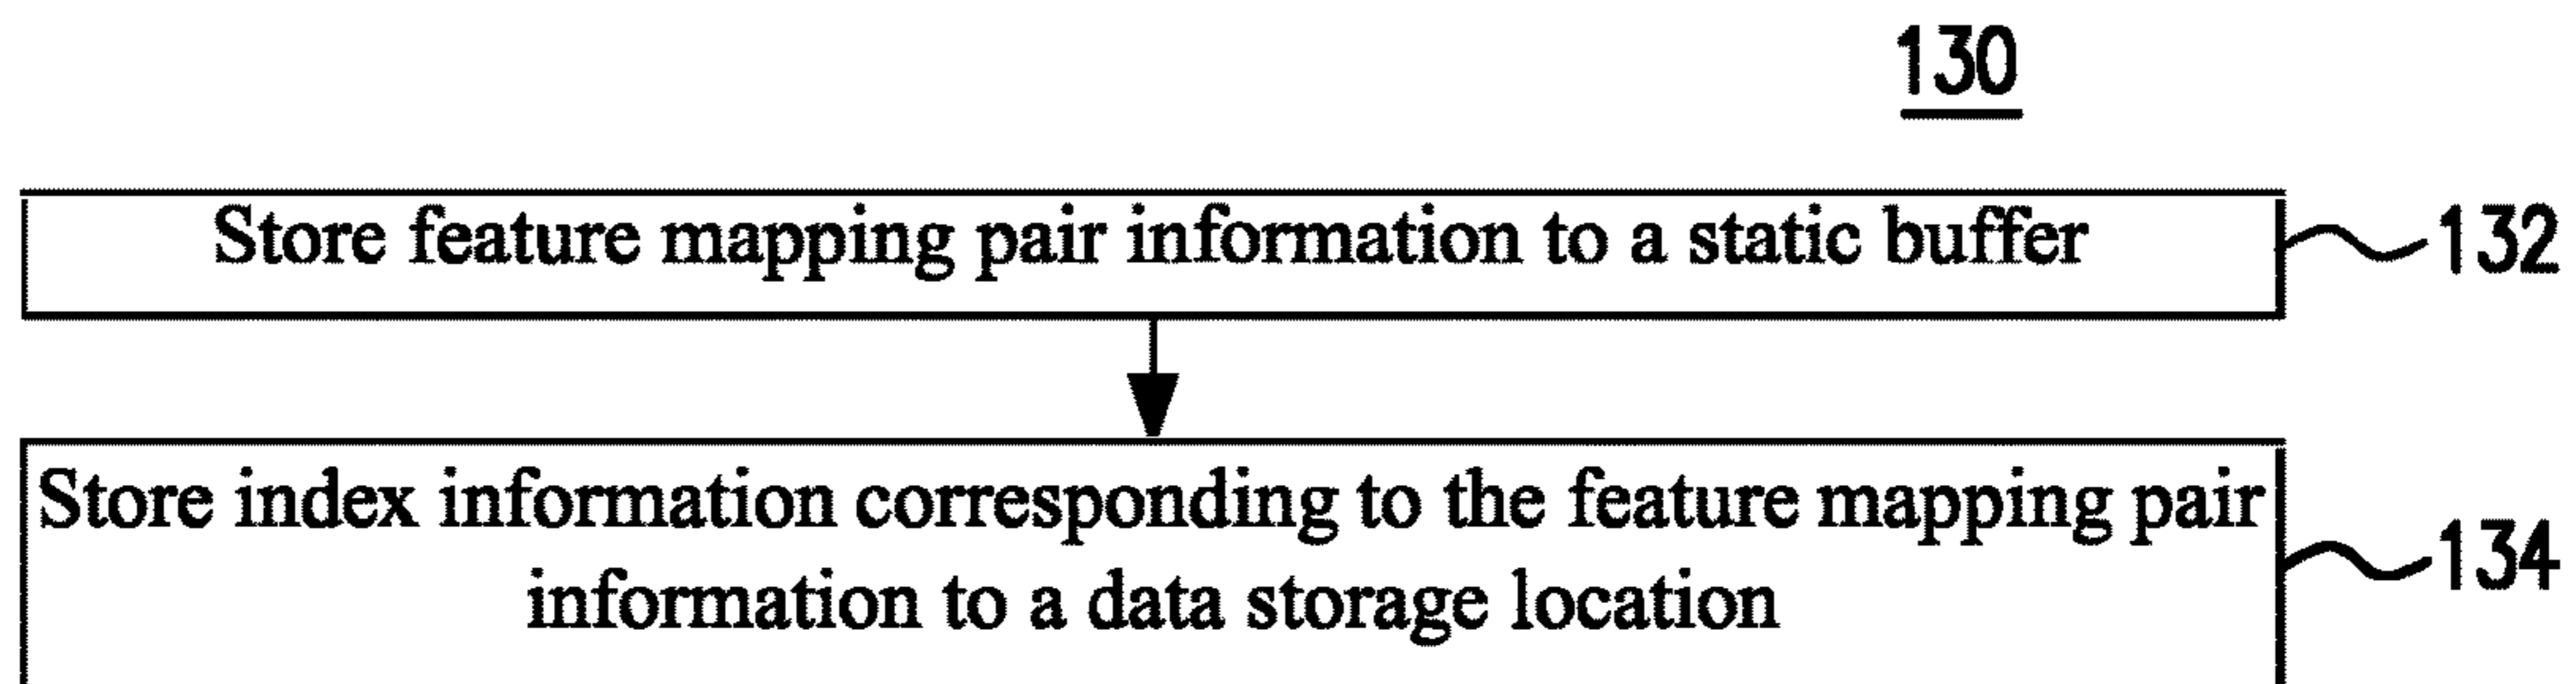 130
Store feature mapping pair information to a static buffer
132
Store index information corresponding to the feature mapping pair
information to a data storage location
134